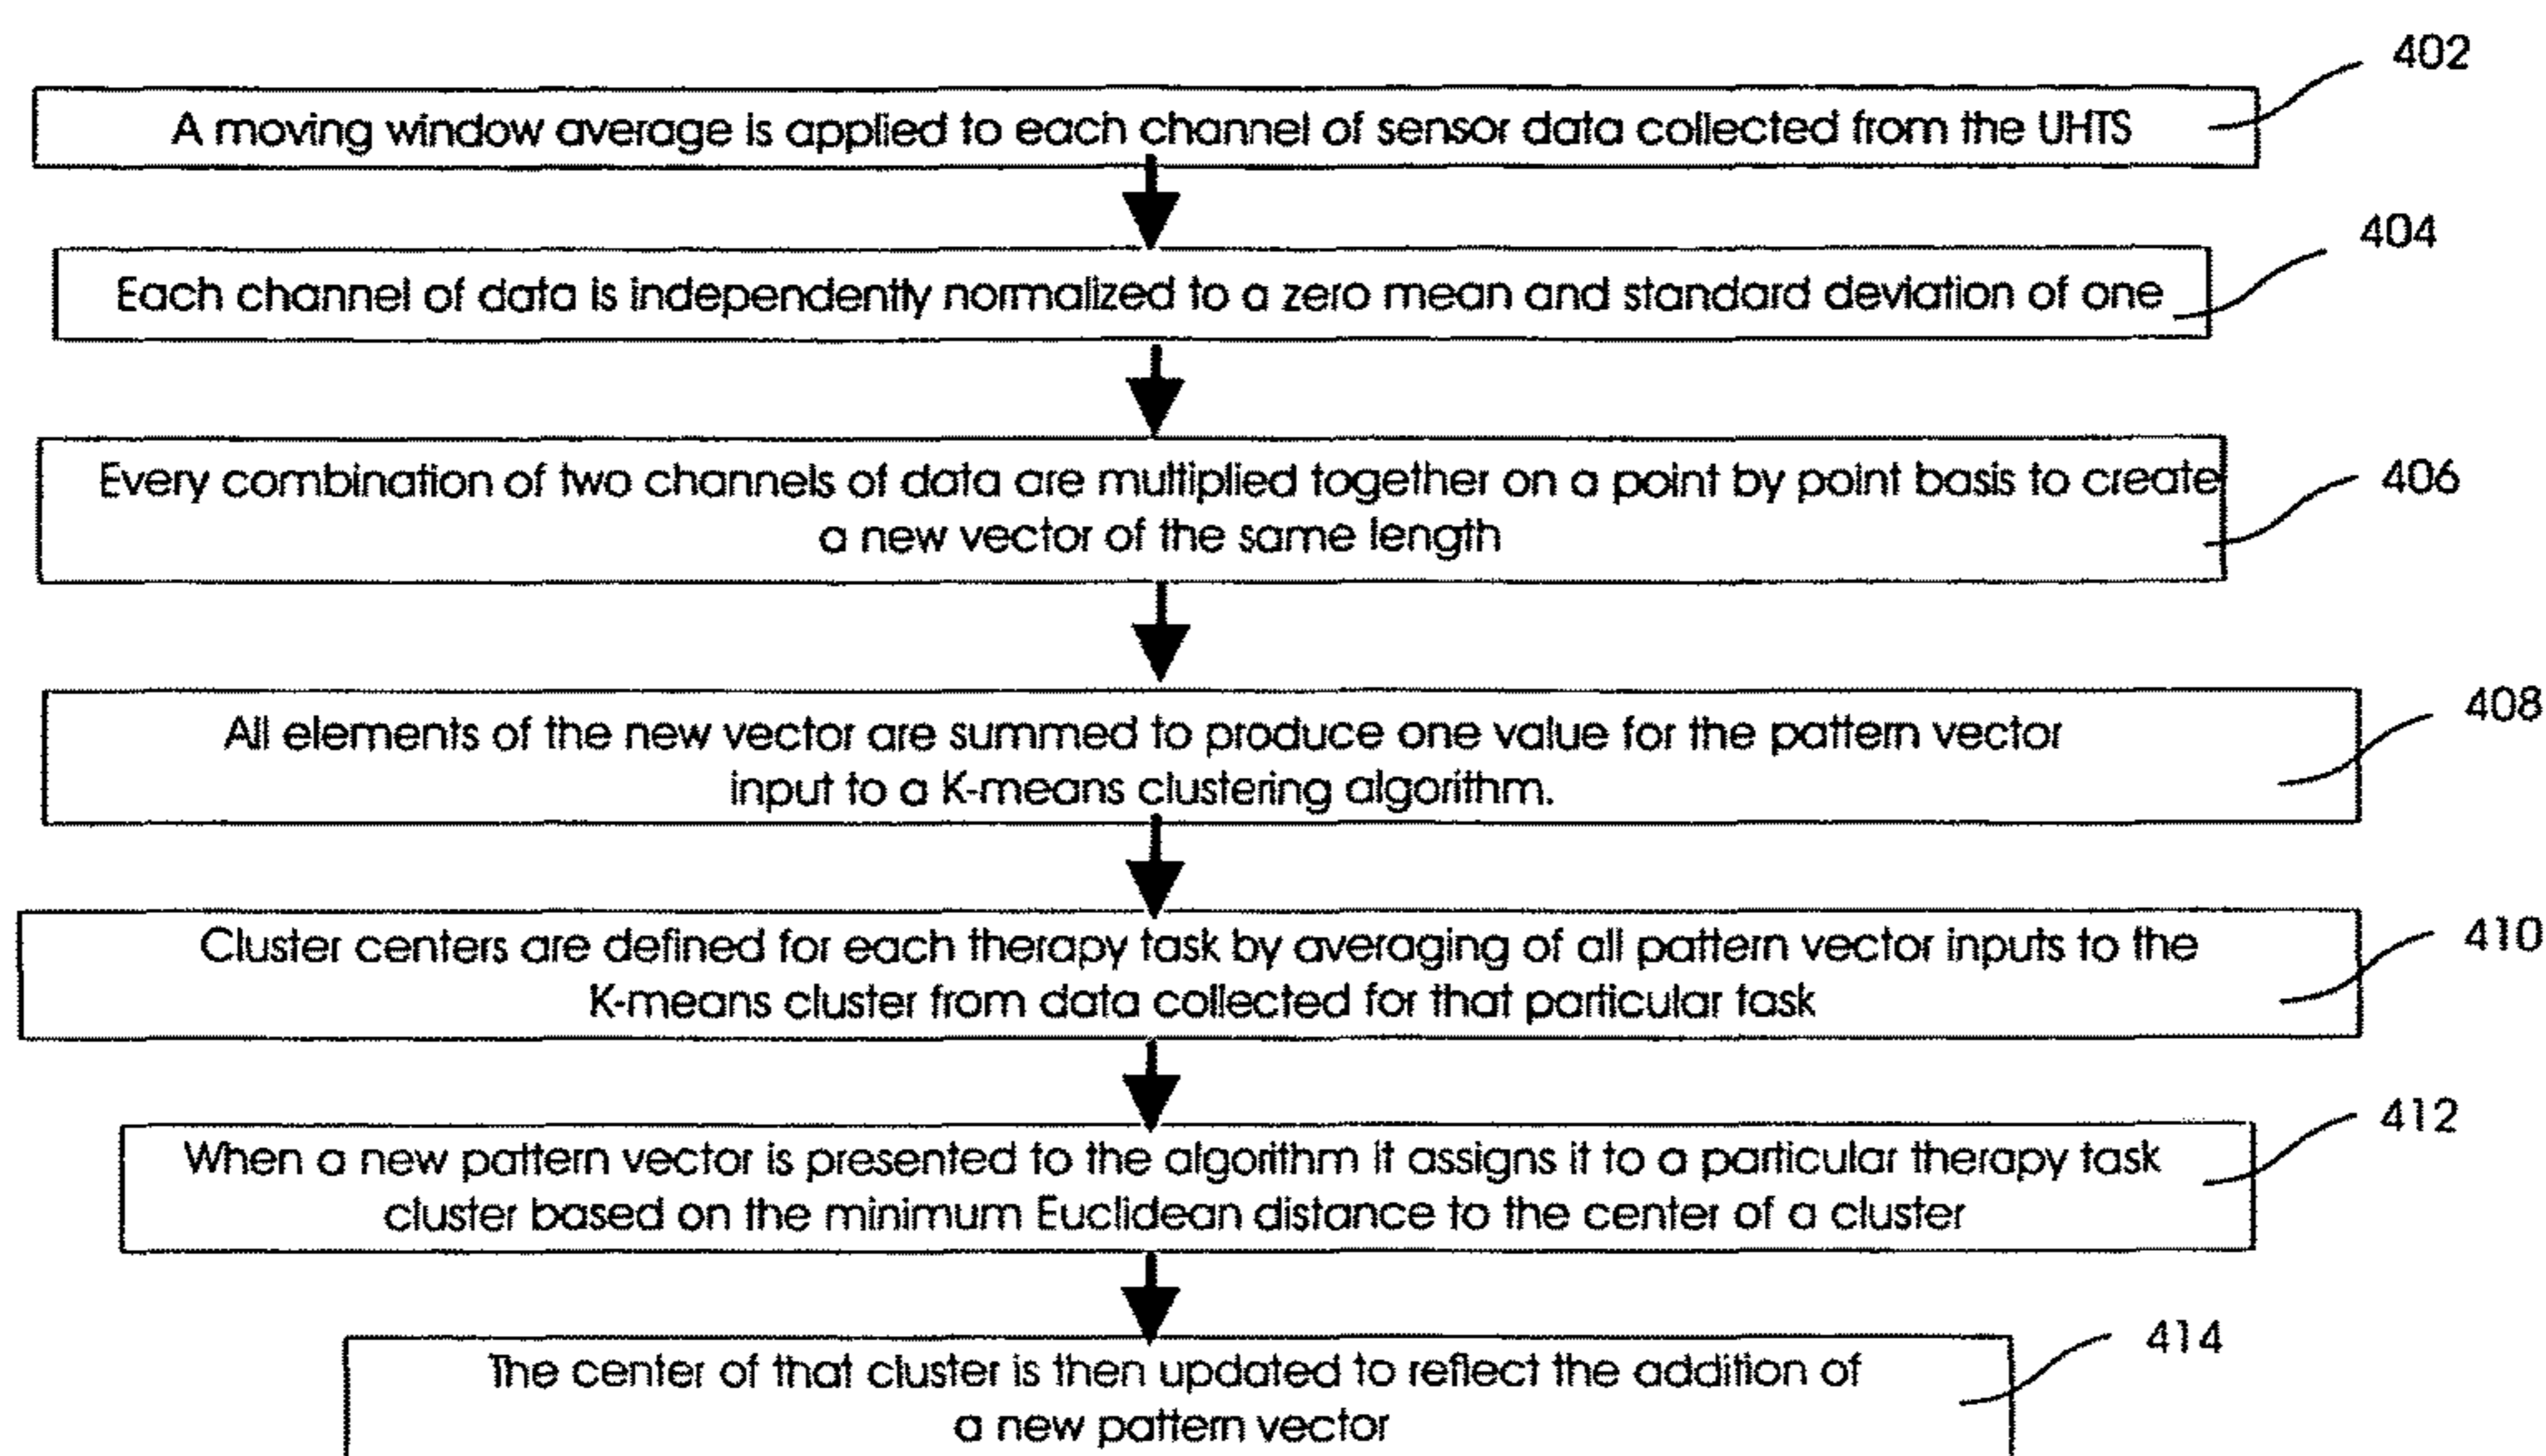 402
A moving window average is applied to each channel of sensor data collected from the UHTS
404
Each channel of data is independently normalized to a zero mean and standard deviation of one
Every combination of two channels of data are multiplied together on a point by point basis to create
406
a new vector of the same length
408
All elements of the new vector are summed to produce one value for the pattern vector
input to a K-means clustering algorithm.
410
Cluster centers are defined for each therapy task by averaging of all pattern vector inputs to the
K-means cluster from data collected for that particular task
412
When a new pattern vector is presented to the algorithm it assigns it to a particular therapy task
cluster based on the minimum Euclidean distance to the center of a cluster
414
The center of that cluster is then updated to reflect the addition of
a new pattern vector